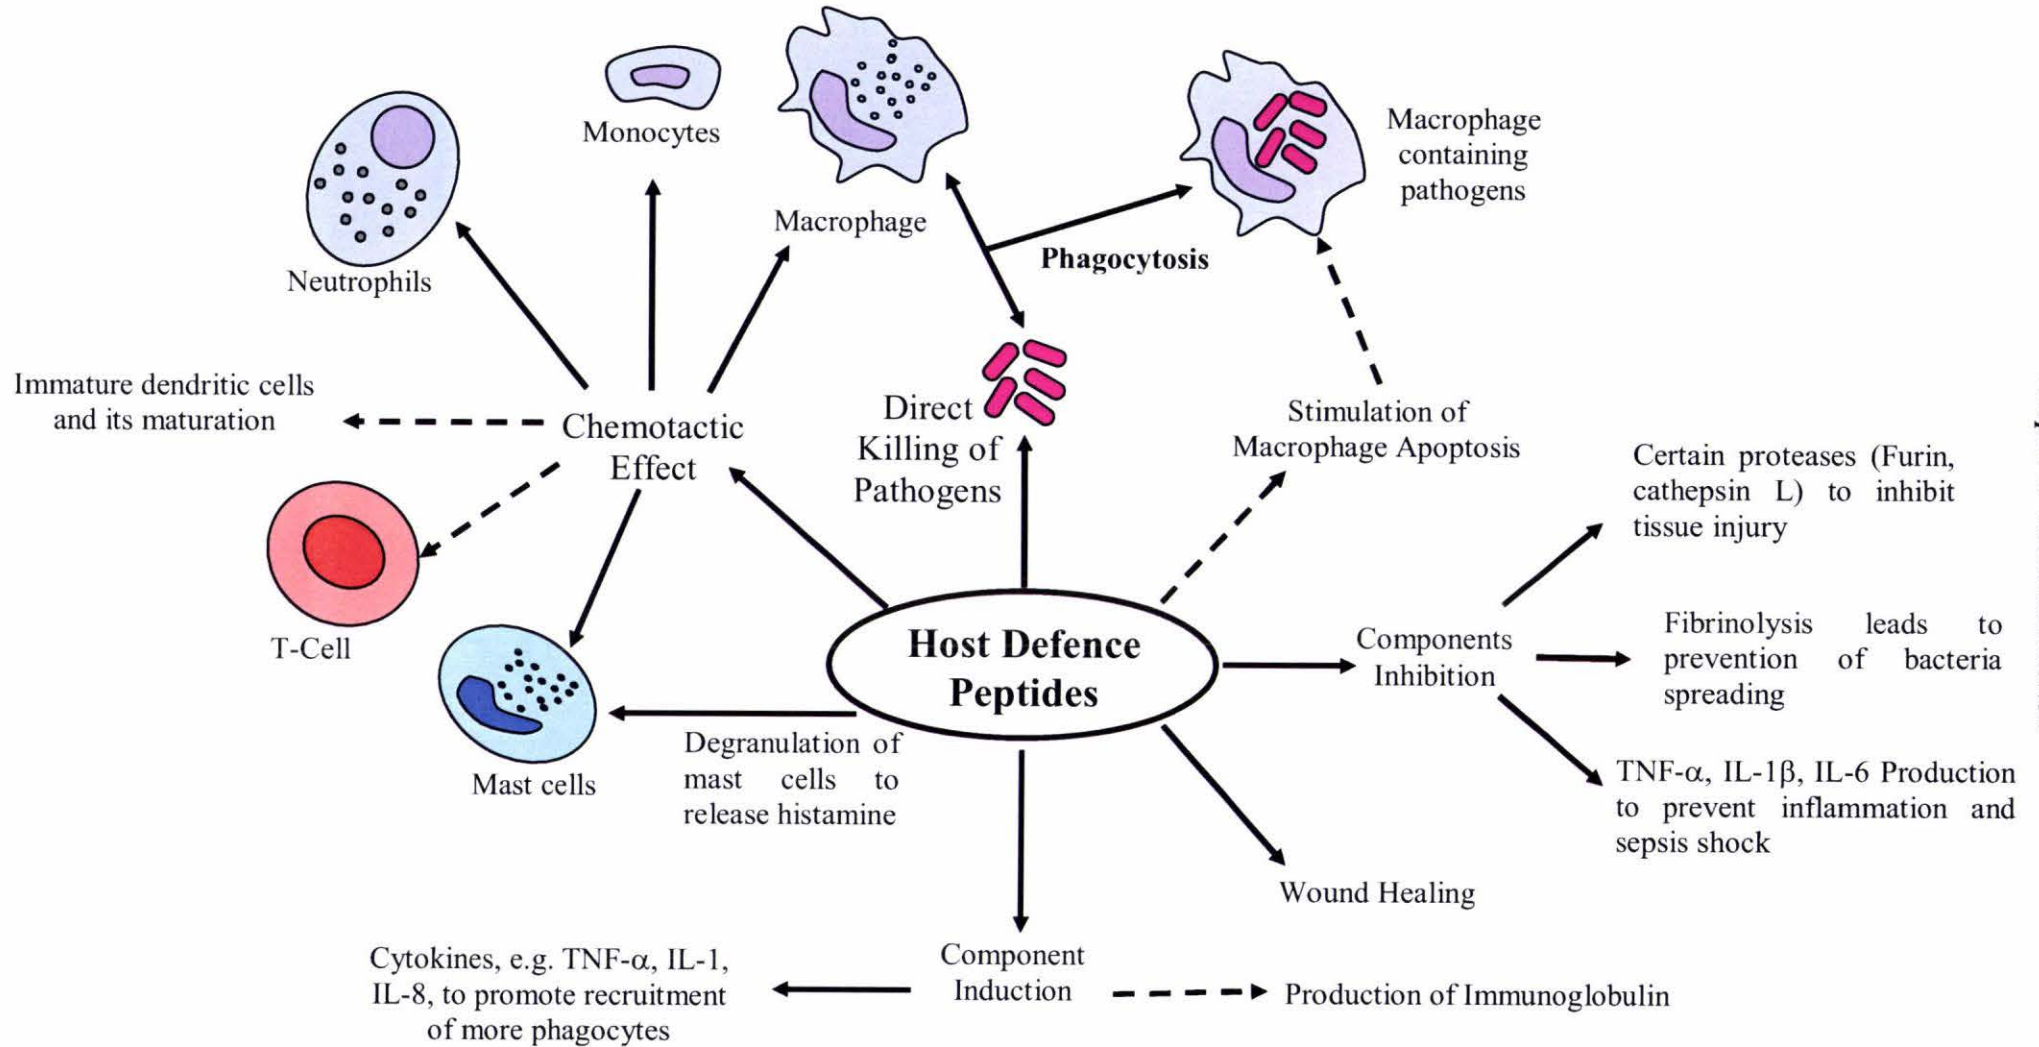 Monocytes
Macrophage
containing
pathogens
Macrophage
Phagocytosis
Neutrophils
Immature dendritic cells
and its maturation
Chemotactic
Effect
Direct
Killing of
Pathogens
Stimulation of
Macrophage Apoptosis
Certain proteases (Furin,
cathepsin L) to inhibit
tissue injury
T-Cell
Host Defence
Peptides
Components
Inhibition
Fibrinolysis leads to
prevention of bacteria
spreading
Mast cells
Degranulation of
mast cells to
release histamine
TNF-α, IL-1β, IL-6 Production
to prevent inflammation and
sepsis shock
Wound Healing
Cytokines, e.g. TNF-α, IL-1,
IL-8, to promote recruitment
of more phagocytes
Component
Induction
Production of Immunoglobulin